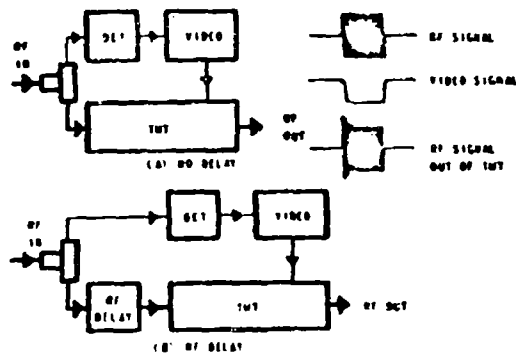 RF
IN
DET
VIDEO
TWT
RF
OUT
(A) NO DELAY
RF SIGNAL
VIDEO SIGNAL
RF SIGNAL
OUT OF TWT
RF
IN
DET
VIDEO
RF
DELAY
TWT
RF OUT
(B) RF DELAY